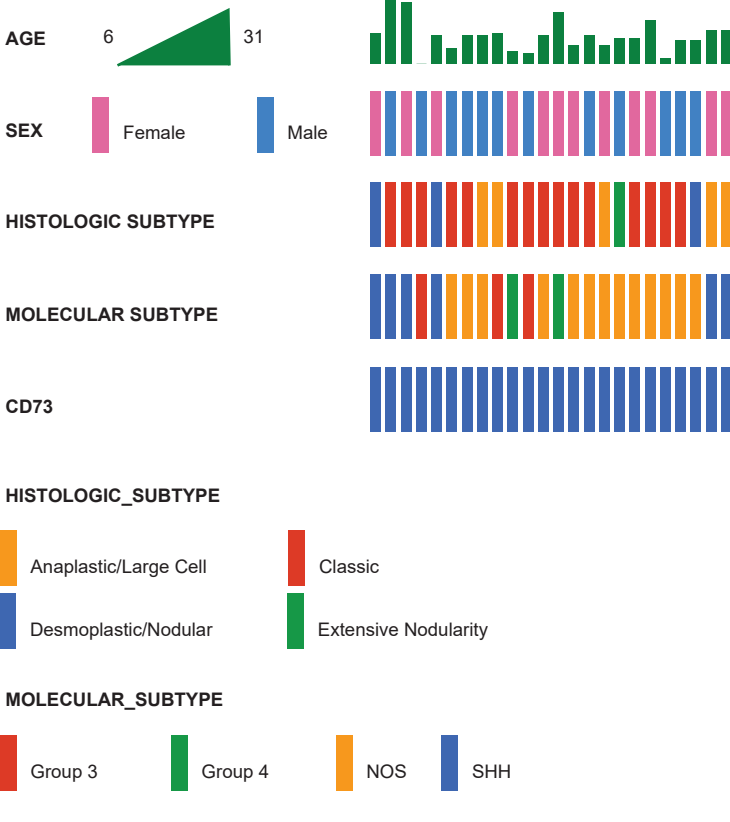 AGE 6 31
SEX Female Male
HISTOLOGIC SUBTYPE
MOLECULAR SUBTYPE
CD73
HISTOLOGIC_SUBTYPE
Anaplastic/Large Cell Classic
Desmoplastic/Nodular Extensive Nodularity
MOLECULAR_SUBTYPE
Group 3 Group 4 NOS SHH